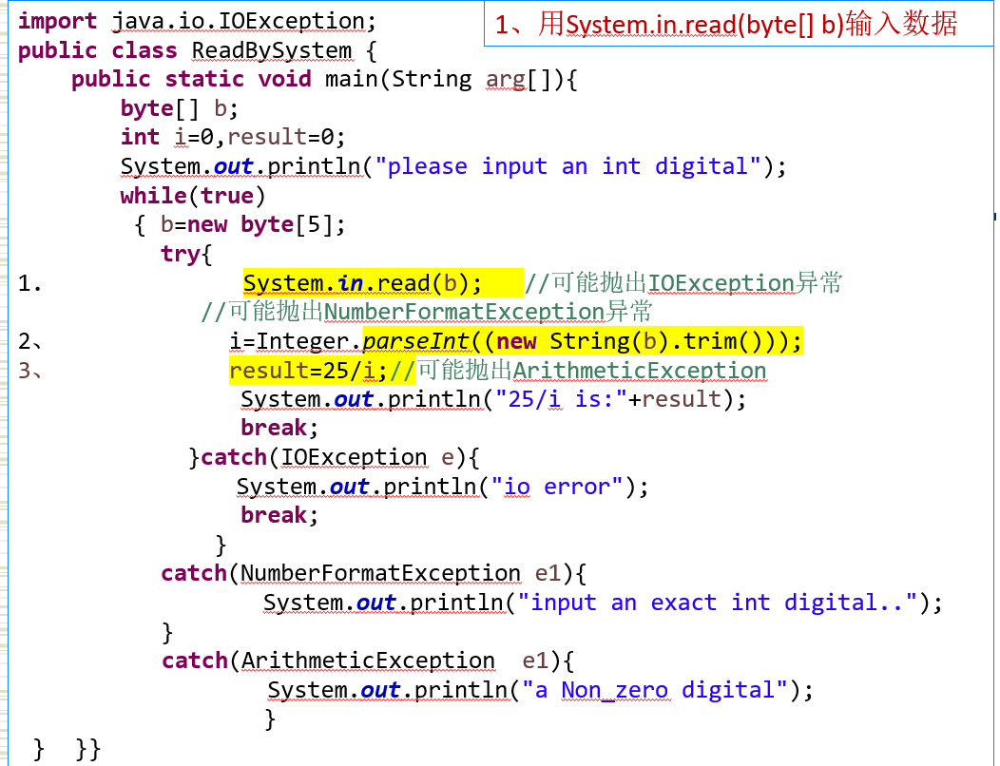 import java.io.IOException;
1、用System.in.read(byte[] b)输入数据
public class ReadBySystem {
public static void main(String arg[]){
byte[] b;
int i=0,result=0;
System.out.println("please input an int digital");
while(true)
{ b=new byte[5];
try{
1. System.in.read(b); //可能抛出IOException异常
//可能抛出NumberFormatException异常
2、 i=Integer.parseInt((new String(b).trim()));
3、 result=25/i;//可能抛出ArithmeticException
System.out.println("25/i is:"+result);
break;
}catch(IOException e){
System.out.println("io error");
break;
}
catch(NumberFormatException e1){
System.out.println("input an exact int digital..");
}
catch(ArithmeticException e1){
System.out.println("a Non_zero digital");
}
} }}